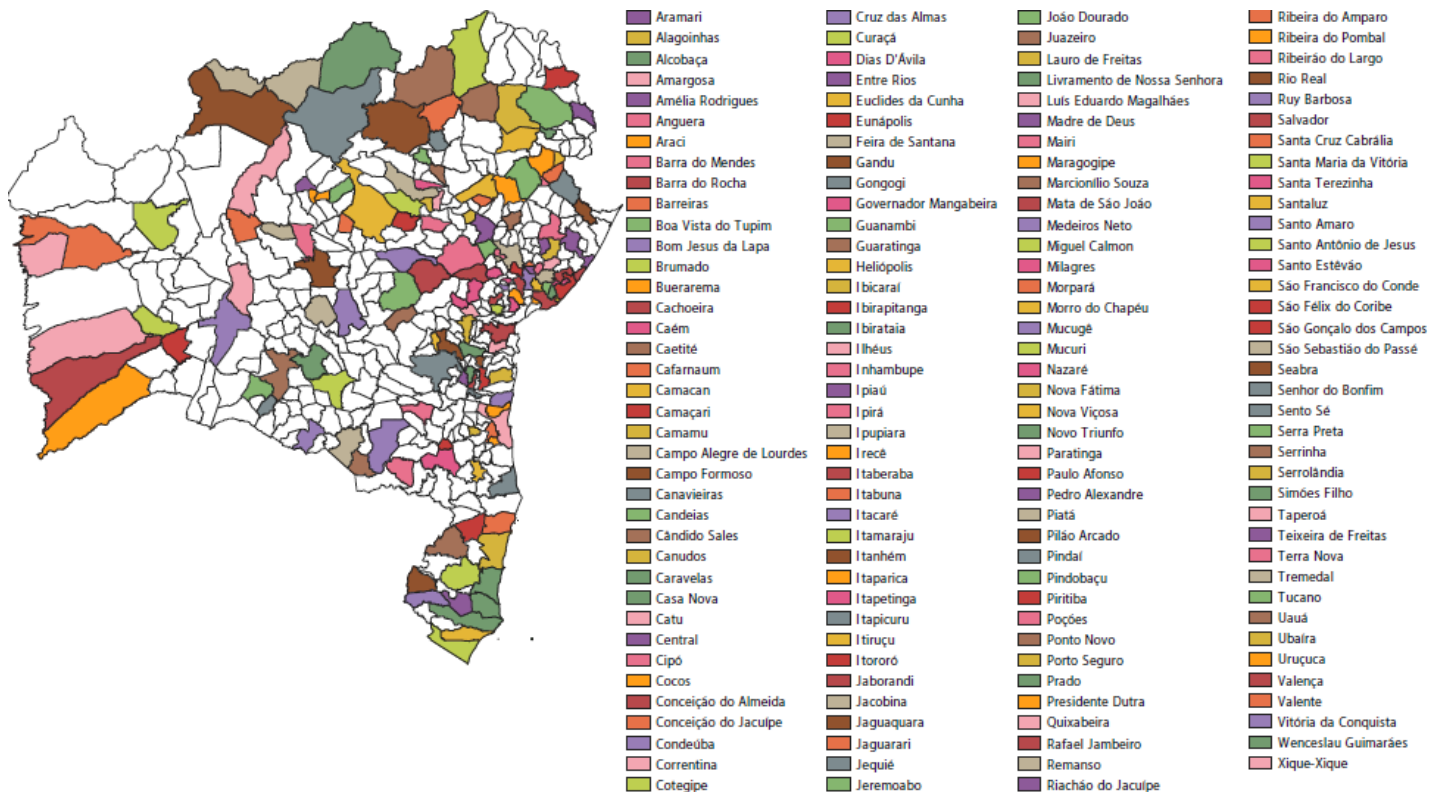 Aramari
Alagoinhas
Alcobaça
Amargosa
Amélia Rodrigues
Anguera
Araci
Barra do Mendes
Barra do Rocha
Barreiras
Boa Vista do Tupim
Bom Jesus da Lapa
Brumado
Buerarema
Cachoeira
Caém
Caetité
Cafarnaum
Camacan
Camaçari
Camamu
Campo Alegre de Lourdes
Campo Formoso
Canavieiras
Candeias
Cândido Sales
Canudos
Caravelas
Casa Nova
Catu
Central
Cipó
Cocos
Conceição do Almeida
Conceição do Jacuípe
Condeúba
Correntina
Cotegipe
Cruz das Almas
Curaçá
Dias D'Ávila
Entre Rios
Euclides da Cunha
Eunápolis
Feira de Santana
Gandu
Gongogi
Governador Mangabeira
Guanambi
Guaratinga
Heliópolis
Ibicaraí
Ibirapitanga
Ibirataia
Ilhéus
Inhambupe
Ipiaú
Ipirá
Ipupiara
Irecê
Itaberaba
Itabuna
Itacaré
Itamaraju
Itanhém
Itaparica
Itapetinga
Itapicuru
Itiruçu
Itororó
Jaborandi
Jacobina
Jaguaquara
Jaguarari
Jequié
Jeremoabo
João Dourado
Juazeiro
Lauro de Freitas
Livramento de Nossa Senhora
Luís Eduardo Magalhães
Madre de Deus
Mairi
Maragogipe
Marcionílio Souza
Mata de São João
Medeiros Neto
Miguel Calmon
Milagres
Morpará
Morro do Chapéu
Mucugê
Mucuri
Nazaré
Nova Fátima
Nova Viçosa
Novo Triunfo
Paratinga
Paulo Afonso
Pedro Alexandre
Piatá
Pilão Arcado
Pindaí
Pindobaçu
Piritiba
Poções
Ponto Novo
Porto Seguro
Prado
Presidente Dutra
Quixabeira
Rafael Jambeiro
Remanso
Riachão do Jacuípe
Ribeira do Amparo
Ribeira do Pombal
Ribeirão do Largo
Rio Real
Ruy Barbosa
Salvador
Santa Cruz Cabrália
Santa Maria da Vitória
Santa Terezinha
Santaluz
Santo Amaro
Santo Antônio de Jesus
Santo Estêvão
São Francisco do Conde
São Félix do Coribe
São Gonçalo dos Campos
São Sebastião do Passé
Seabra
Senhor do Bonfim
Sento Sé
Serra Preta
Serrinha
Serrolândia
Simões Filho
Taperoá
Teixeira de Freitas
Terra Nova
Tremedal
Tucano
Uauá
Ubaíra
Uruçuca
Valença
Valente
Vitória da Conquista
Wenceslau Guimarães
Xique-Xique